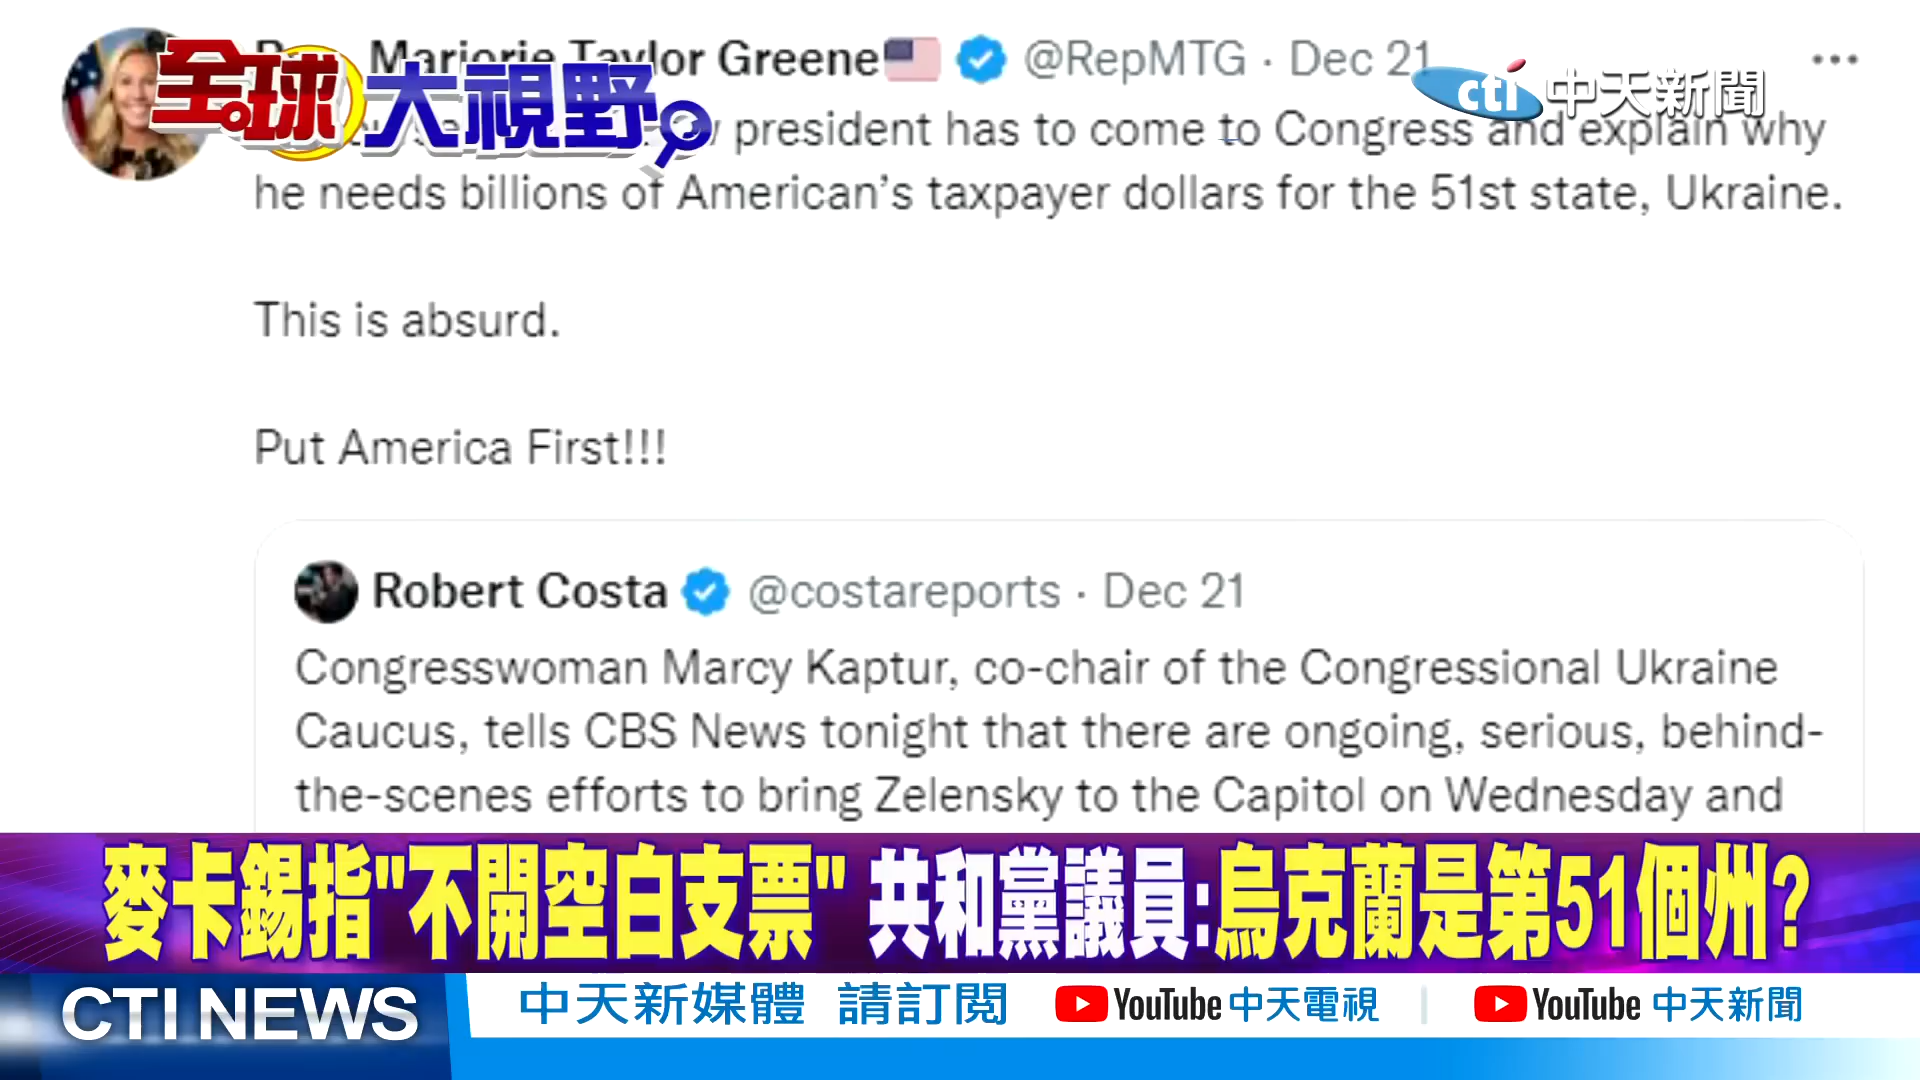 Marjorie Taylor Greene @RepMTG · Dec 21
全球大視野
cti 中天新聞
president has to come to Congress and explain why
he needs billions of American's taxpayer dollars for the 51st state, Ukraine.
This is absurd.
Put America First!!!
Robert Costa @costareports · Dec 21
Congresswoman Marcy Kaptur, co-chair of the Congressional Ukraine
Caucus, tells CBS News tonight that there are ongoing, serious, behind-
the-scenes efforts to bring Zelensky to the Capitol on Wednesday and
麥卡錫指"不開空白支票" 共和黨議員:烏克蘭是第51個州?
CTI NEWS
中天新媒體 請訂閱 YouTube 中天電視 | YouTube 中天新聞